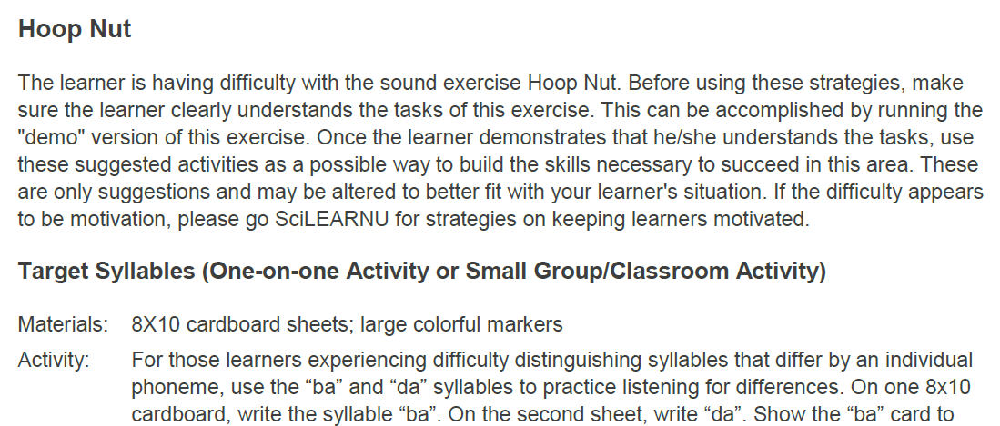 Hoop Nut
The learner is having difficulty with the sound exercise Hoop Nut. Before using these strategies, make
sure the learner clearly understands the tasks of this exercise. This can be accomplished by running the
"demo" version of this exercise. Once the learner demonstrates that he/she understands the tasks, use
these suggested activities as a possible way to build the skills necessary to succeed in this area. These
are only suggestions and may be altered to better fit with your learner's situation. If the difficulty appears
to be motivation, please go SciLEARNU for strategies on keeping learners motivated.
Target Syllables (One-on-one Activity or Small Group/Classroom Activity)
Materials: 8X10 cardboard sheets; large colorful markers
Activity: For those learners experiencing difficulty distinguishing syllables that differ by an individual
phoneme, use the “ba” and “da” syllables to practice listening for differences. On one 8x10
cardboard, write the syllable “ba”. On the second sheet, write “da”. Show the “ba” card to